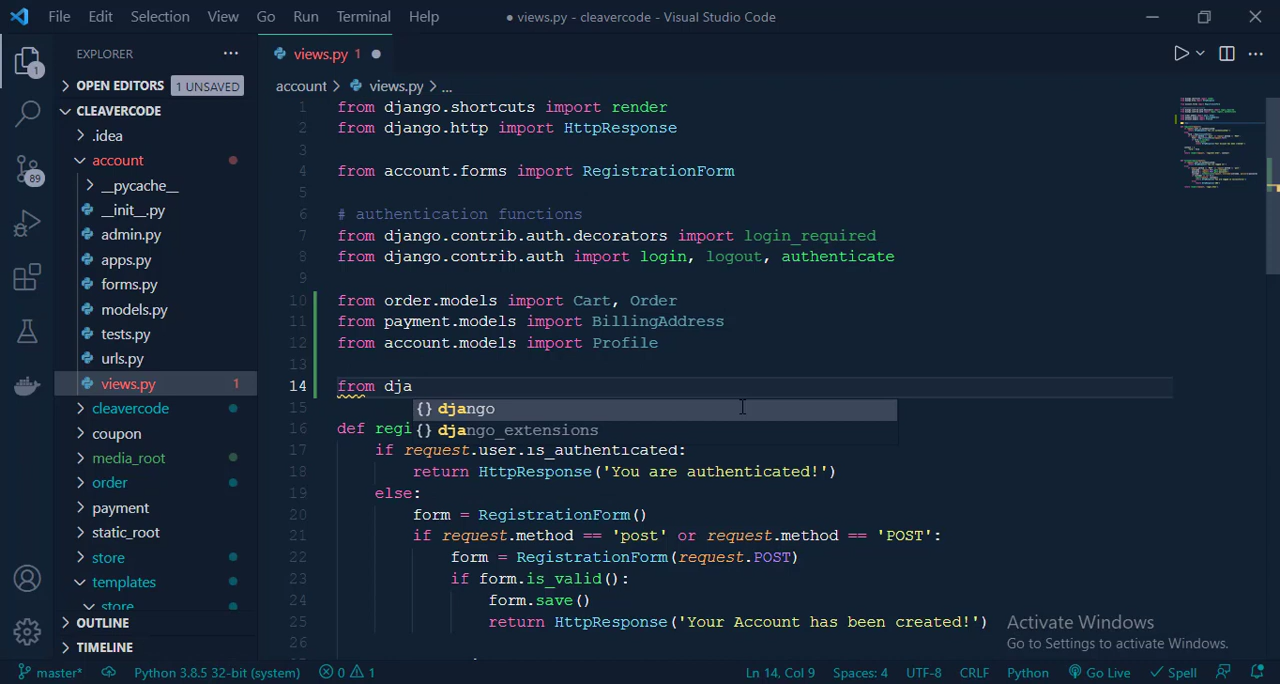 File Edit Selection View Go Run Terminal Help ● views.py - cleavercode - Visual Studio Code
EXPLORER ···
views.py 1 ●
OPEN EDITORS 1 UNSAVED
CLEAVERCODE
.idea
account
__pycache__
__init__.py
admin.py
apps.py
forms.py
models.py
tests.py
urls.py
views.py 1
cleavercode
coupon
media_root
order
payment
static_root
store
templates
store
OUTLINE
TIMELINE
1
89
account > views.py > ...
1 from django.shortcuts import render
2 from django.http import HttpResponse
3
4 from account.forms import RegistrationForm
5
6 # authentication functions
7 from django.contrib.auth.decorators import login_required
8 from django.contrib.auth import login, logout, authenticate
9
10 from order.models import Cart, Order
11 from payment.models import BillingAddress
12 from account.models import Profile
13
14 from dja
15 {} django
16 def regi {} django_extensions
17 if request.user.is_authenticated:
18 return HttpResponse('You are authenticated!')
19 else:
20 form = RegistrationForm()
21 if request.method == 'post' or request.method == 'POST':
22 form = RegistrationForm(request.POST)
23 if form.is_valid():
24 form.save()
25 return HttpResponse('Your Account has been created!')
26
Activate Windows
Go to Settings to activate Windows.
master* Python 3.8.5 32-bit (system) 0 1 Ln 14, Col 9 Spaces: 4 UTF-8 CRLF Python Go Live Spell